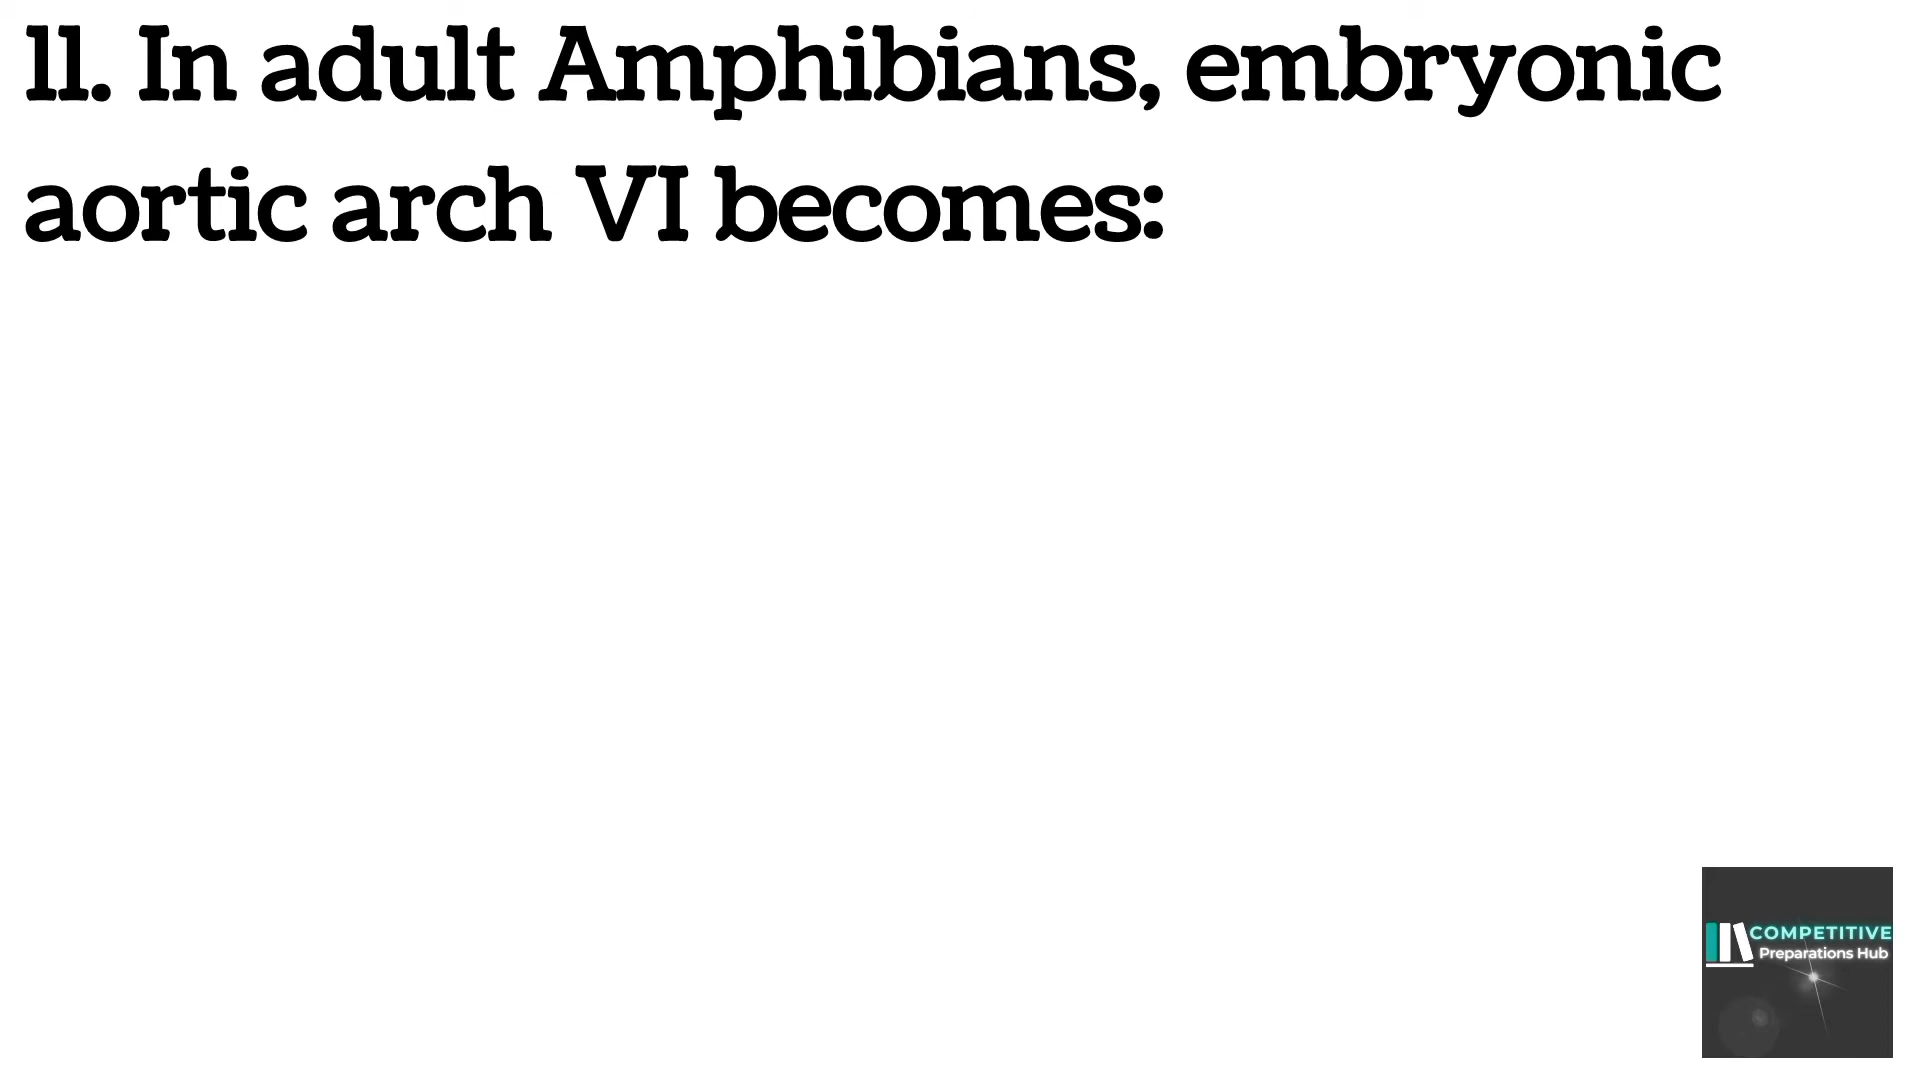 11. In adult Amphibians, embryonic
aortic arch VI becomes:
COMPETITIVE
Preparations Hub